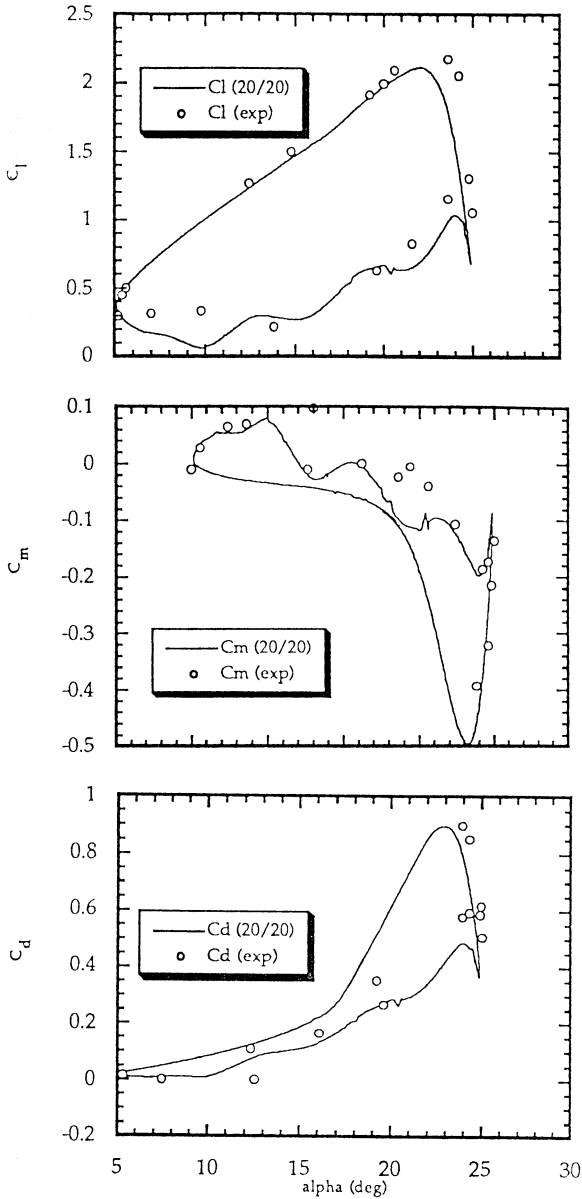 2.5
2
1.5
1
0.5
0
C_l
Cl (20/20)
Cl (exp)
0.1
0
-0.1
-0.2
-0.3
-0.4
-0.5
C_m
Cm (20/20)
Cm (exp)
1
0.8
0.6
0.4
0.2
0
-0.2
C_d
Cd (20/20)
Cd (exp)
5 10 15 20 25 30
alpha (deg)